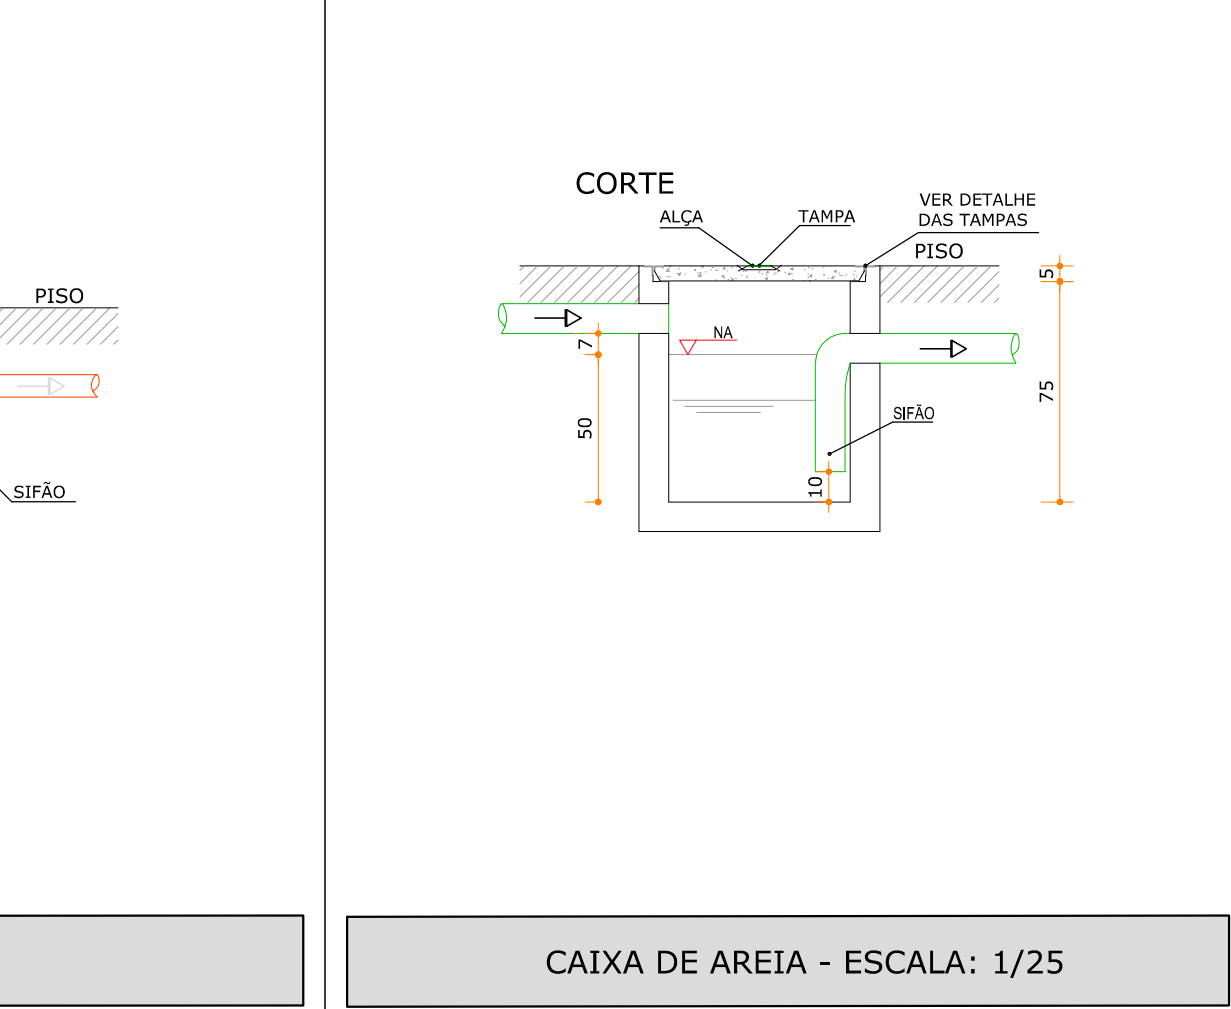 PISO
SIFÃO
CORTE
ALÇA
TAMPA
VER DETALHE
DAS TAMPAS
PISO
5
7
NA
75
50
SIFÃO
10
CAIXA DE AREIA - ESCALA: 1/25